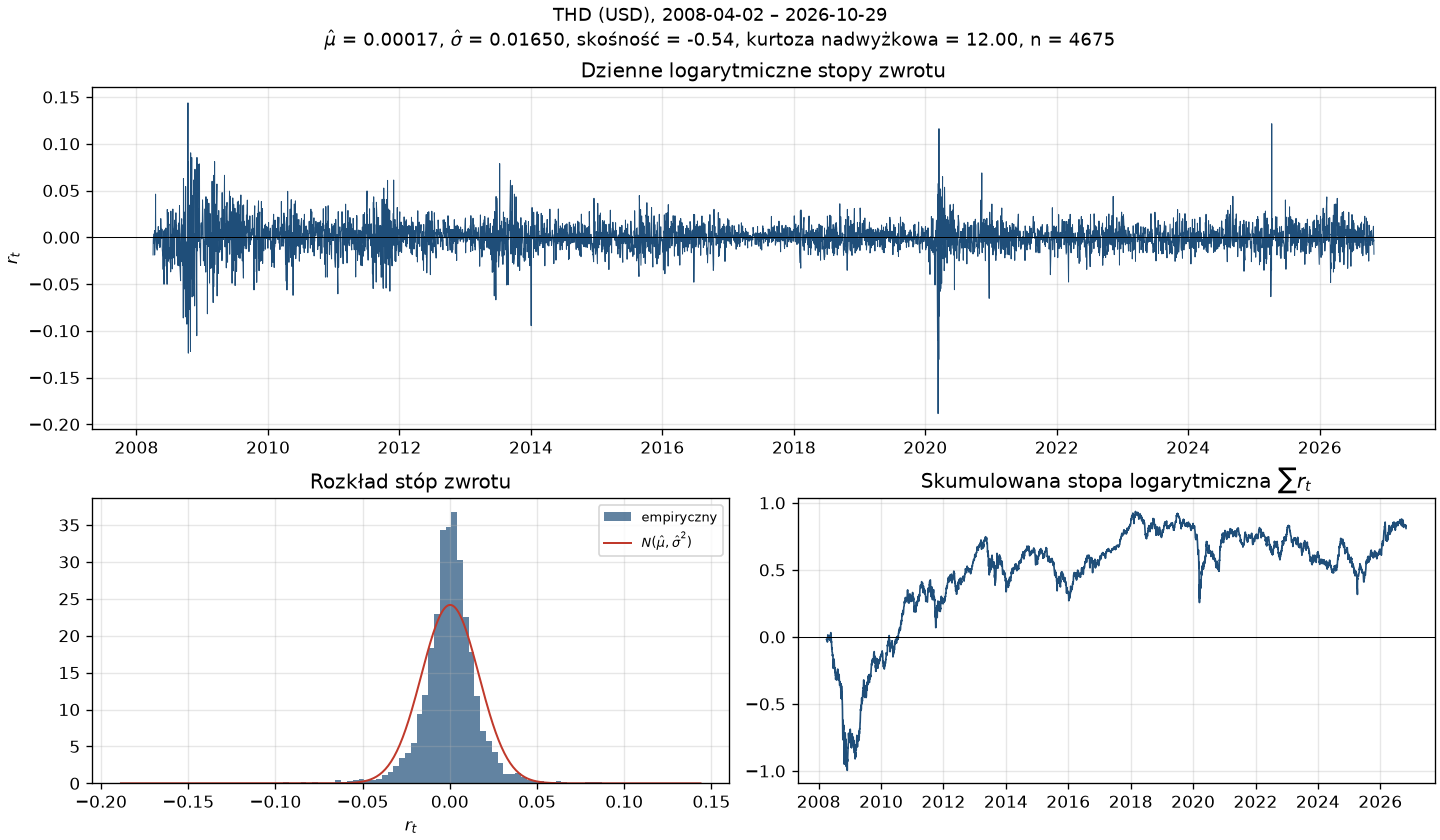 THD (USD), 2008-04-02 – 2026-10-29
μ̂ = 0.00017, σ̂ = 0.01650, skośność = -0.54, kurtoza nadwyżkowa = 12.00, n = 4675
Dzienne logarytmiczne stopy zwrotu
0.15
0.10
0.05
0.00
−0.05
−0.10
−0.15
−0.20
r_t
2008 2010 2012 2014 2016 2018 2020 2022 2024 2026
Rozkład stóp zwrotu
35
30
25
20
15
10
5
0
empiryczny
N(μ̂, σ̂²)
−0.20 −0.15 −0.10 −0.05 0.00 0.05 0.10 0.15
r_t
Skumulowana stopa logarytmiczna ∑r_t
1.0
0.5
0.0
−0.5
−1.0
2008 2010 2012 2014 2016 2018 2020 2022 2024 2026